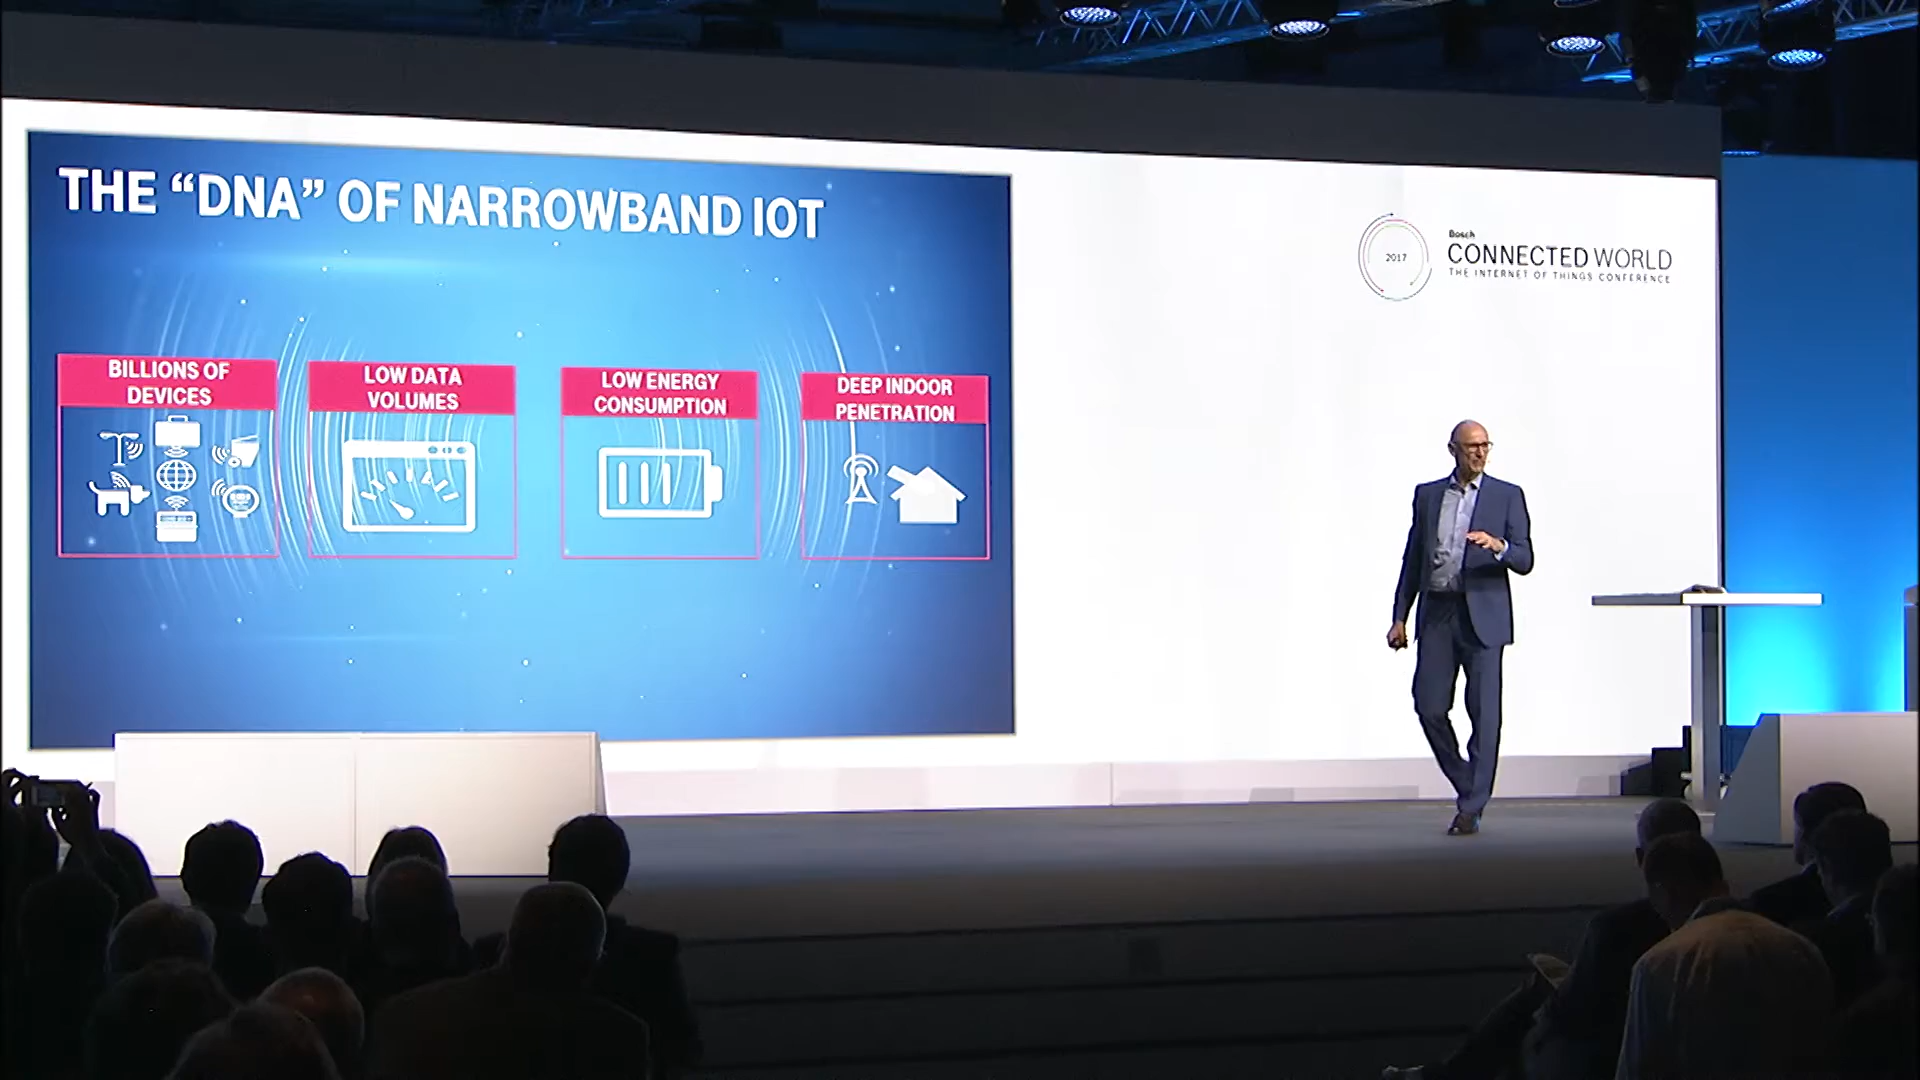 THE “DNA” OF NARROWBAND IOT
BILLIONS OF
DEVICES
LOW DATA
VOLUMES
LOW ENERGY
CONSUMPTION
DEEP INDOOR
PENETRATION
2017
Bosch
CONNECTED WORLD
THE INTERNET OF THINGS CONFERENCE